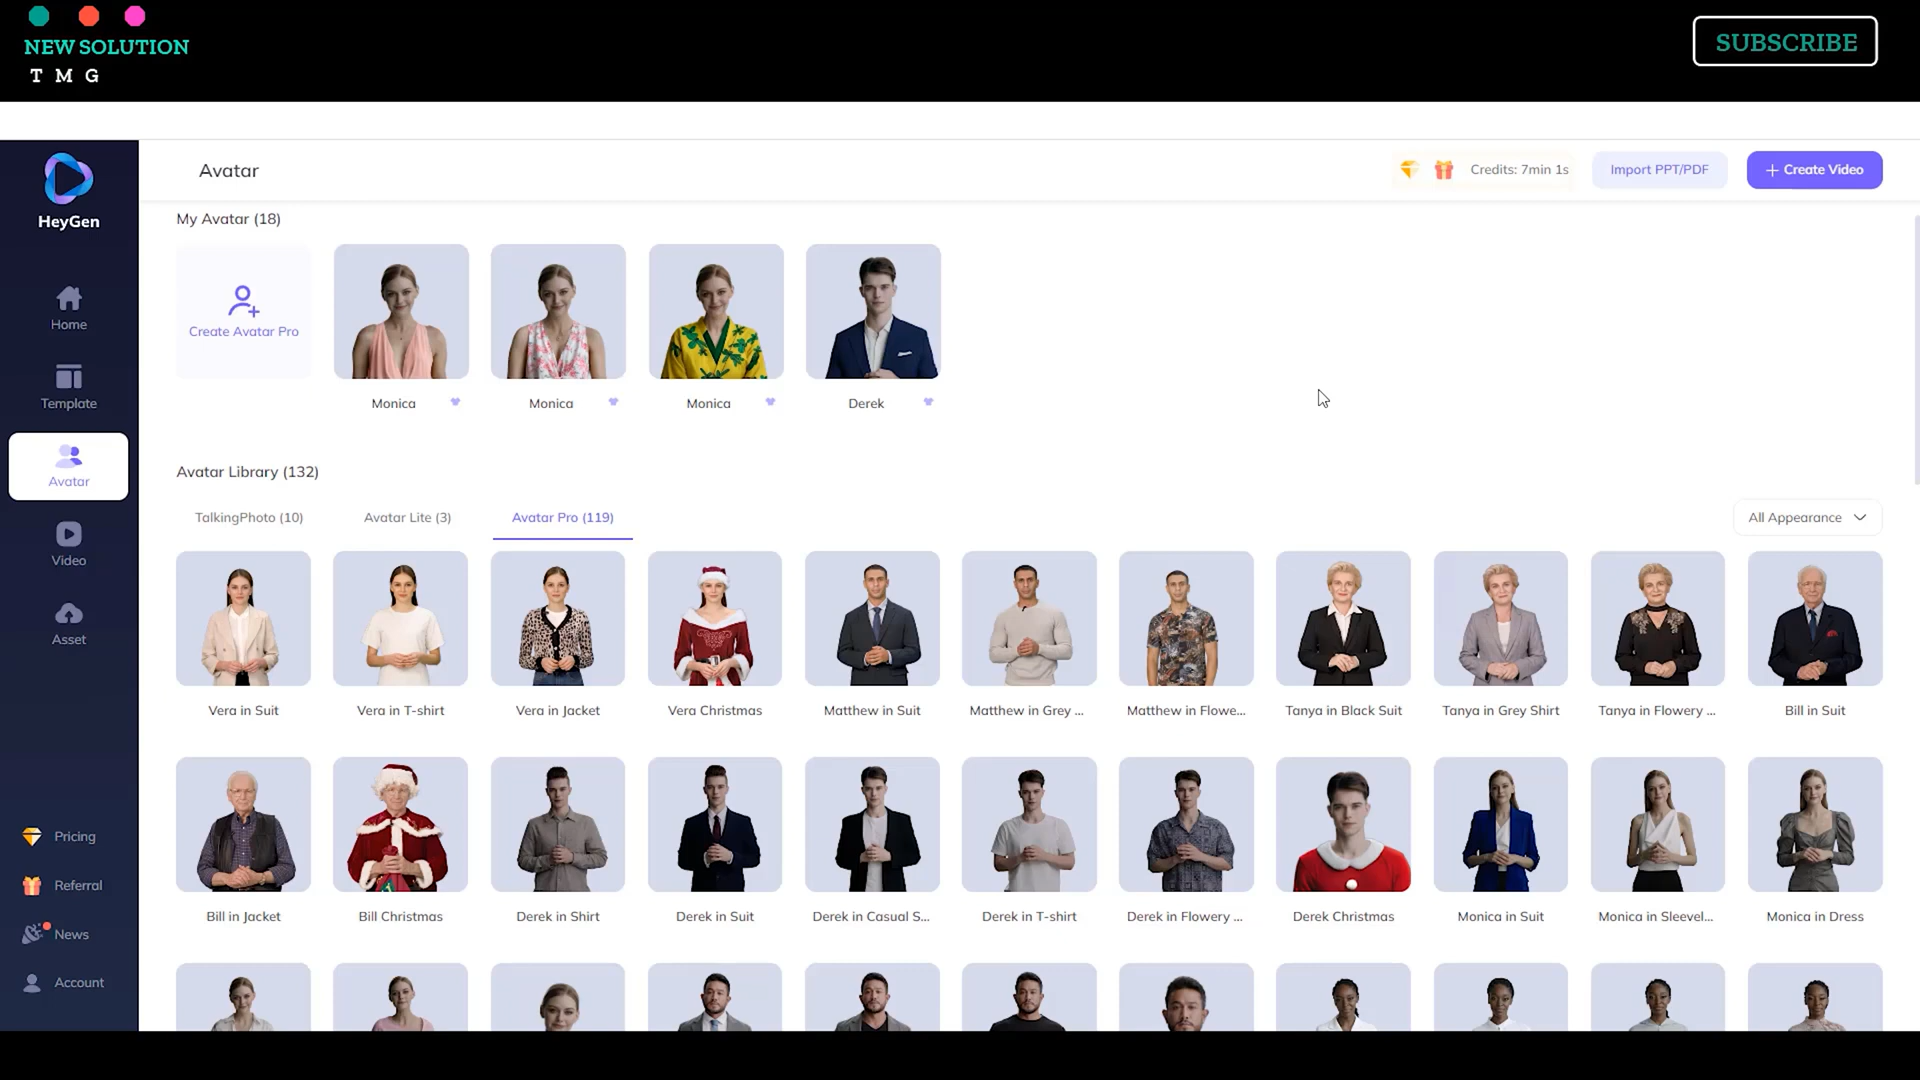 NEW SOLUTION
T M G
SUBSCRIBE
HeyGen
Avatar
Credits: 7min 1s
Import PPT/PDF
+ Create Video
Home
Template
Avatar
Video
Asset
Pricing
Referral
News
Account
My Avatar (18)
Create Avatar Pro
Monica
Monica
Monica
Derek
Avatar Library (132)
TalkingPhoto (10)
Avatar Lite (3)
Avatar Pro (119)
All Appearance
Vera in Suit
Vera in T-shirt
Vera in Jacket
Vera Christmas
Matthew in Suit
Matthew in Grey ...
Matthew in Flowe...
Tanya in Black Suit
Tanya in Grey Shirt
Tanya in Flowery ...
Bill in Suit
Bill in Jacket
Bill Christmas
Derek in Shirt
Derek in Suit
Derek in Casual S...
Derek in T-shirt
Derek in Flowery ...
Derek Christmas
Monica in Suit
Monica in Sleevel...
Monica in Dress